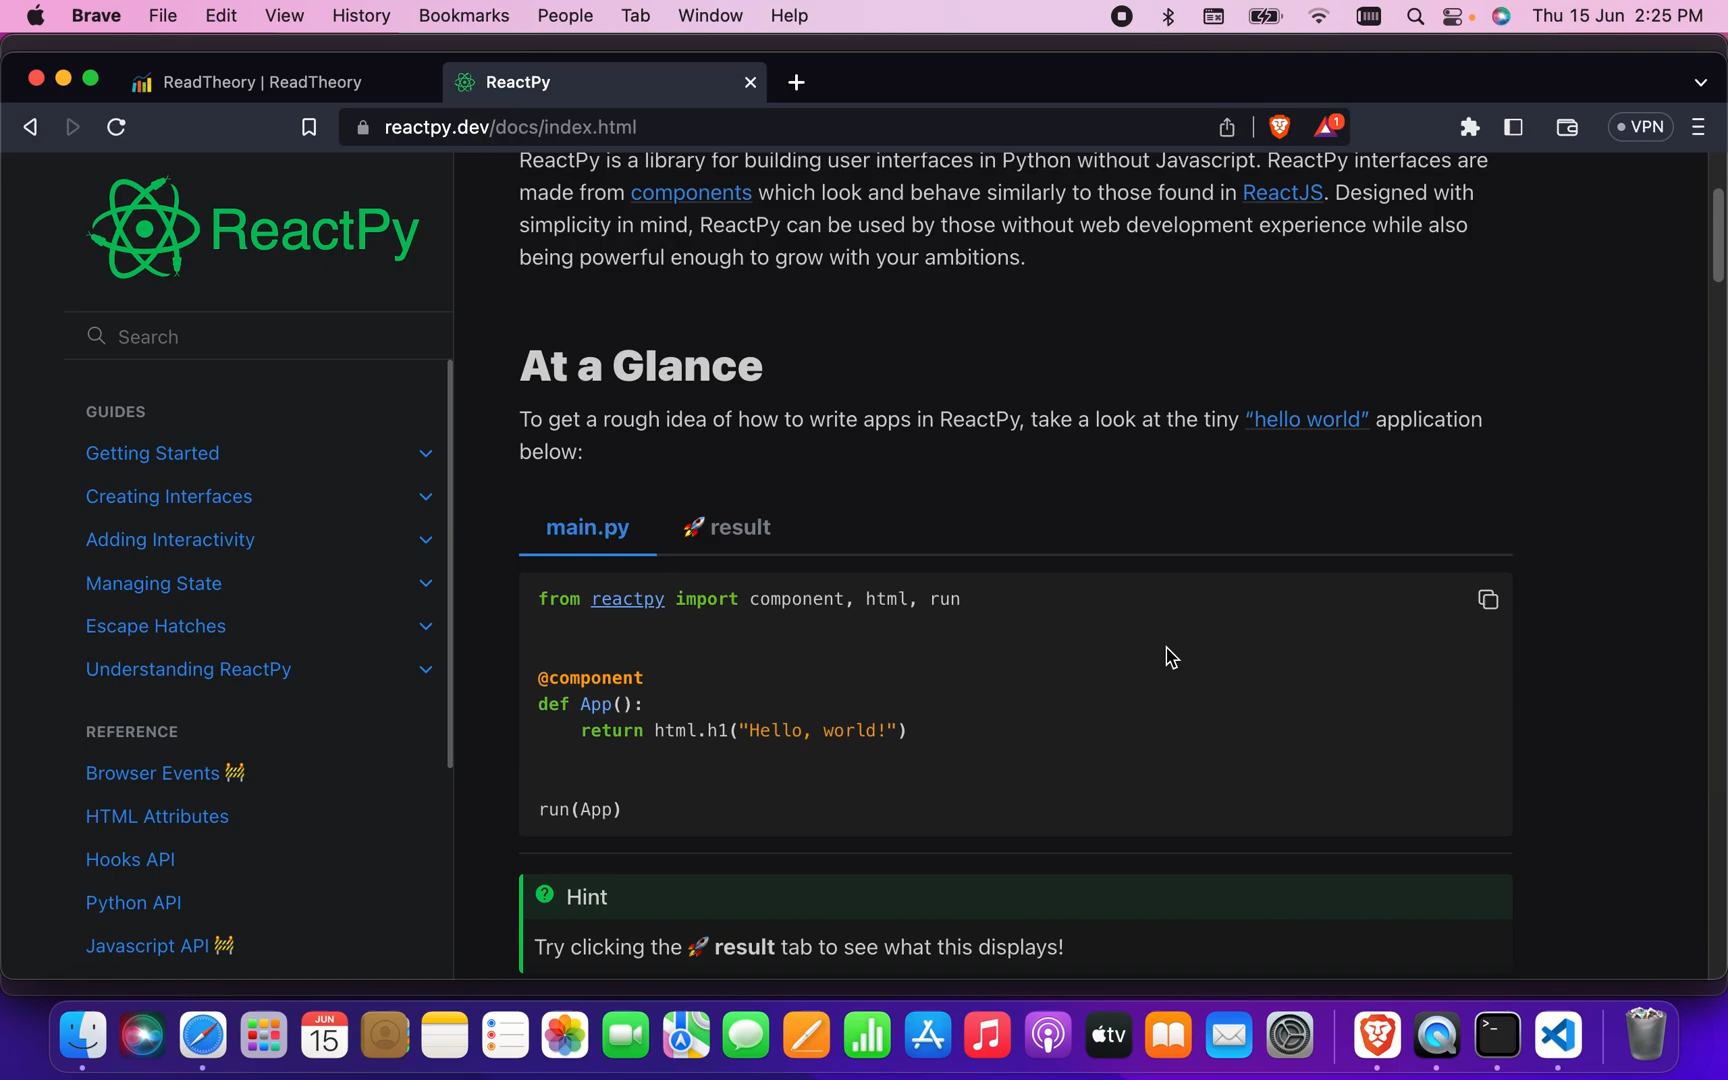 Brave File Edit View History Bookmarks People Tab Window Help Thu 15 Jun 2:25 PM
ReadTheory | ReadTheory
ReactPy
reactpy.dev/docs/index.html
1
VPN
ReactPy
Search
GUIDES
Getting Started
Creating Interfaces
Adding Interactivity
Managing State
Escape Hatches
Understanding ReactPy
REFERENCE
Browser Events 🚧
HTML Attributes
Hooks API
Python API
Javascript API 🚧
ReactPy is a library for building user interfaces in Python without Javascript. ReactPy interfaces are
made from components which look and behave similarly to those found in ReactJS. Designed with
simplicity in mind, ReactPy can be used by those without web development experience while also
being powerful enough to grow with your ambitions.
At a Glance
To get a rough idea of how to write apps in ReactPy, take a look at the tiny “hello world” application
below:
main.py 🚀 result
from reactpy import component, html, run
@component
def App():
    return html.h1("Hello, world!")
run(App)
Hint
Try clicking the 🚀 result tab to see what this displays!
JUN
15
tv